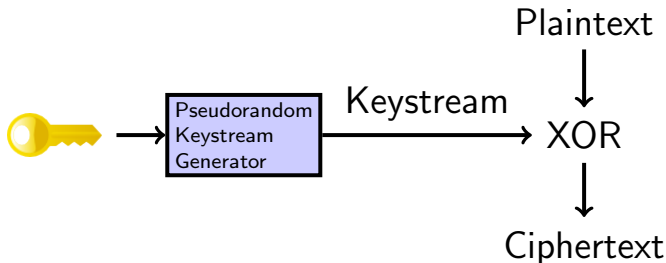 Plaintext
Pseudorandom
Keystream
Generator
Keystream
XOR
Ciphertext